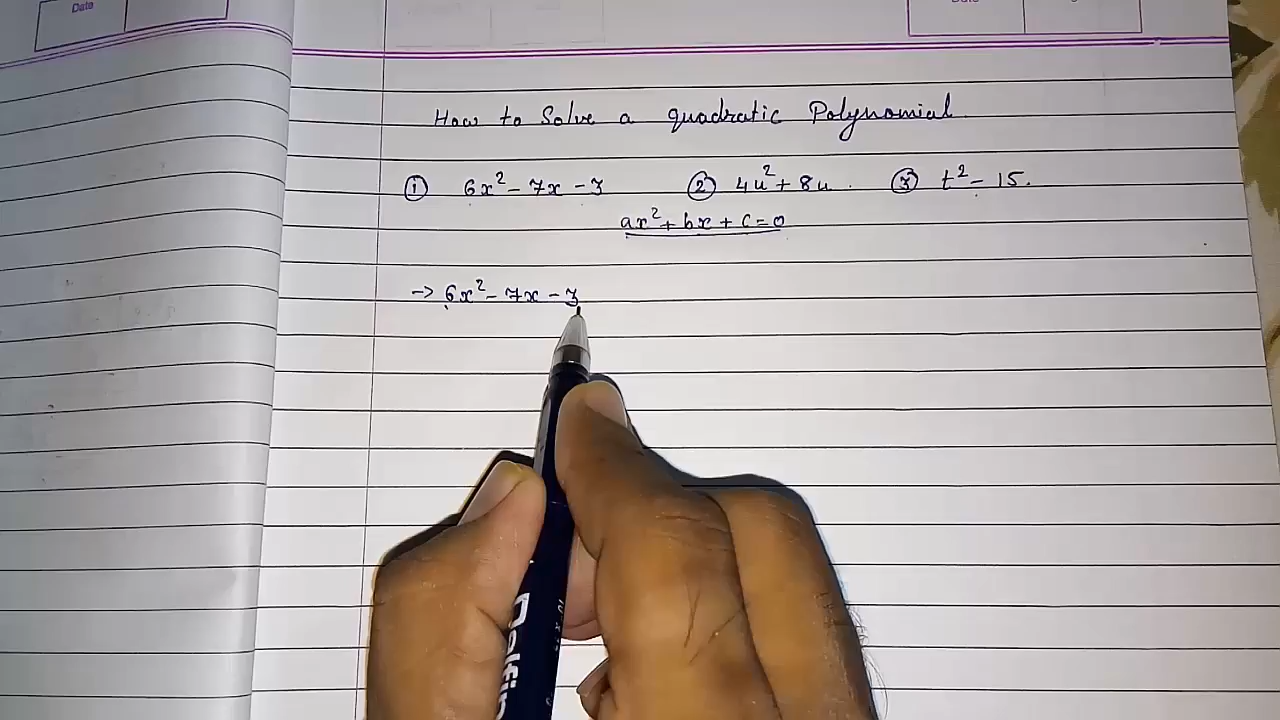 Date
How to Solve a quadratic Polynomial.
① 6x² - 7x - 3 ② 4u² + 8u. ③ t² - 15.
ax² + bx + c = 0
→ 6x² - 7x - 3